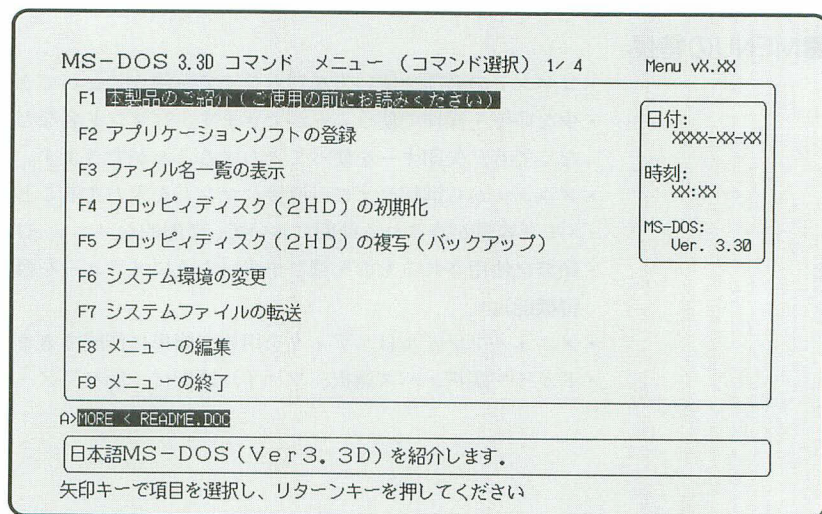 MS-DOS 3.3D コマンド メニュー (コマンド選択) 1/4 Menu vX.XX
F1 本製品のご紹介(ご使用の前にお読みください)
F2 アプリケーションソフトの登録
F3 ファイル名一覧の表示
F4 フロッピィディスク(2HD)の初期化
F5 フロッピィディスク(2HD)の複写(バックアップ)
F6 システム環境の変更
F7 システムファイルの転送
F8 メニューの編集
F9 メニューの終了
日付:
XXXX-XX-XX
時刻:
XX:XX
MS-DOS:
Ver. 3.30
A>MORE < README.DOC
日本語MS-DOS(Ver3.3D)を紹介します。
矢印キーで項目を選択し、リターンキーを押してください